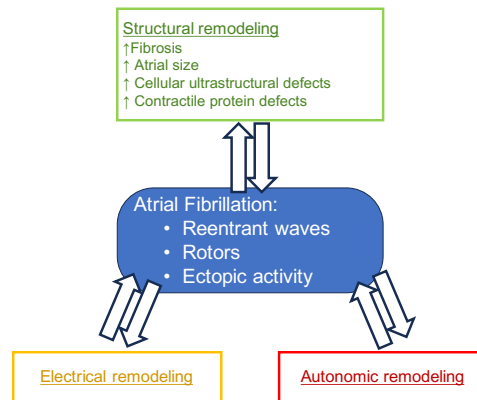 Structural remodeling
↑Fibrosis
↑ Atrial size
↑ Cellular ultrastructural defects
↑ Contractile protein defects
Atrial Fibrillation:
• Reentrant waves
• Rotors
• Ectopic activity
Electrical remodeling
Autonomic remodeling